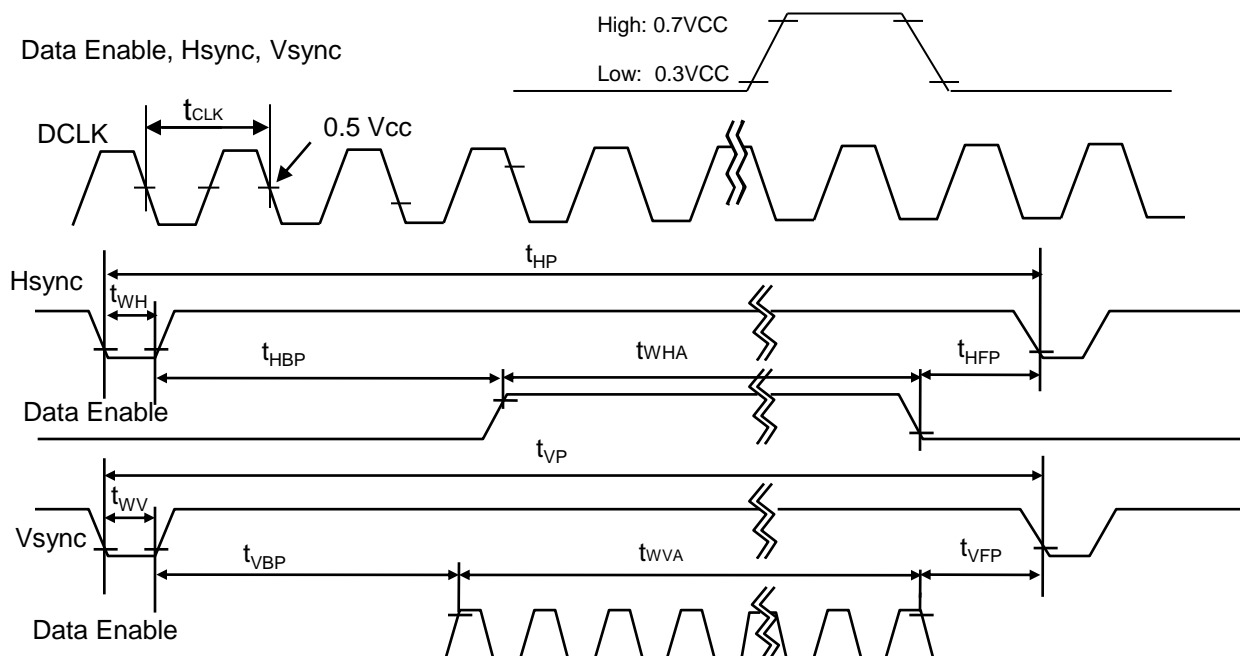 High: 0.7VCC
Data Enable, Hsync, Vsync
Low: 0.3VCC
tCLK
DCLK
0.5 Vcc
tHP
Hsync
tWH
tHBP
tWHA
tHFP
Data Enable
tVP
tWV
Vsync
tVBP
tWVA
tVFP
Data Enable